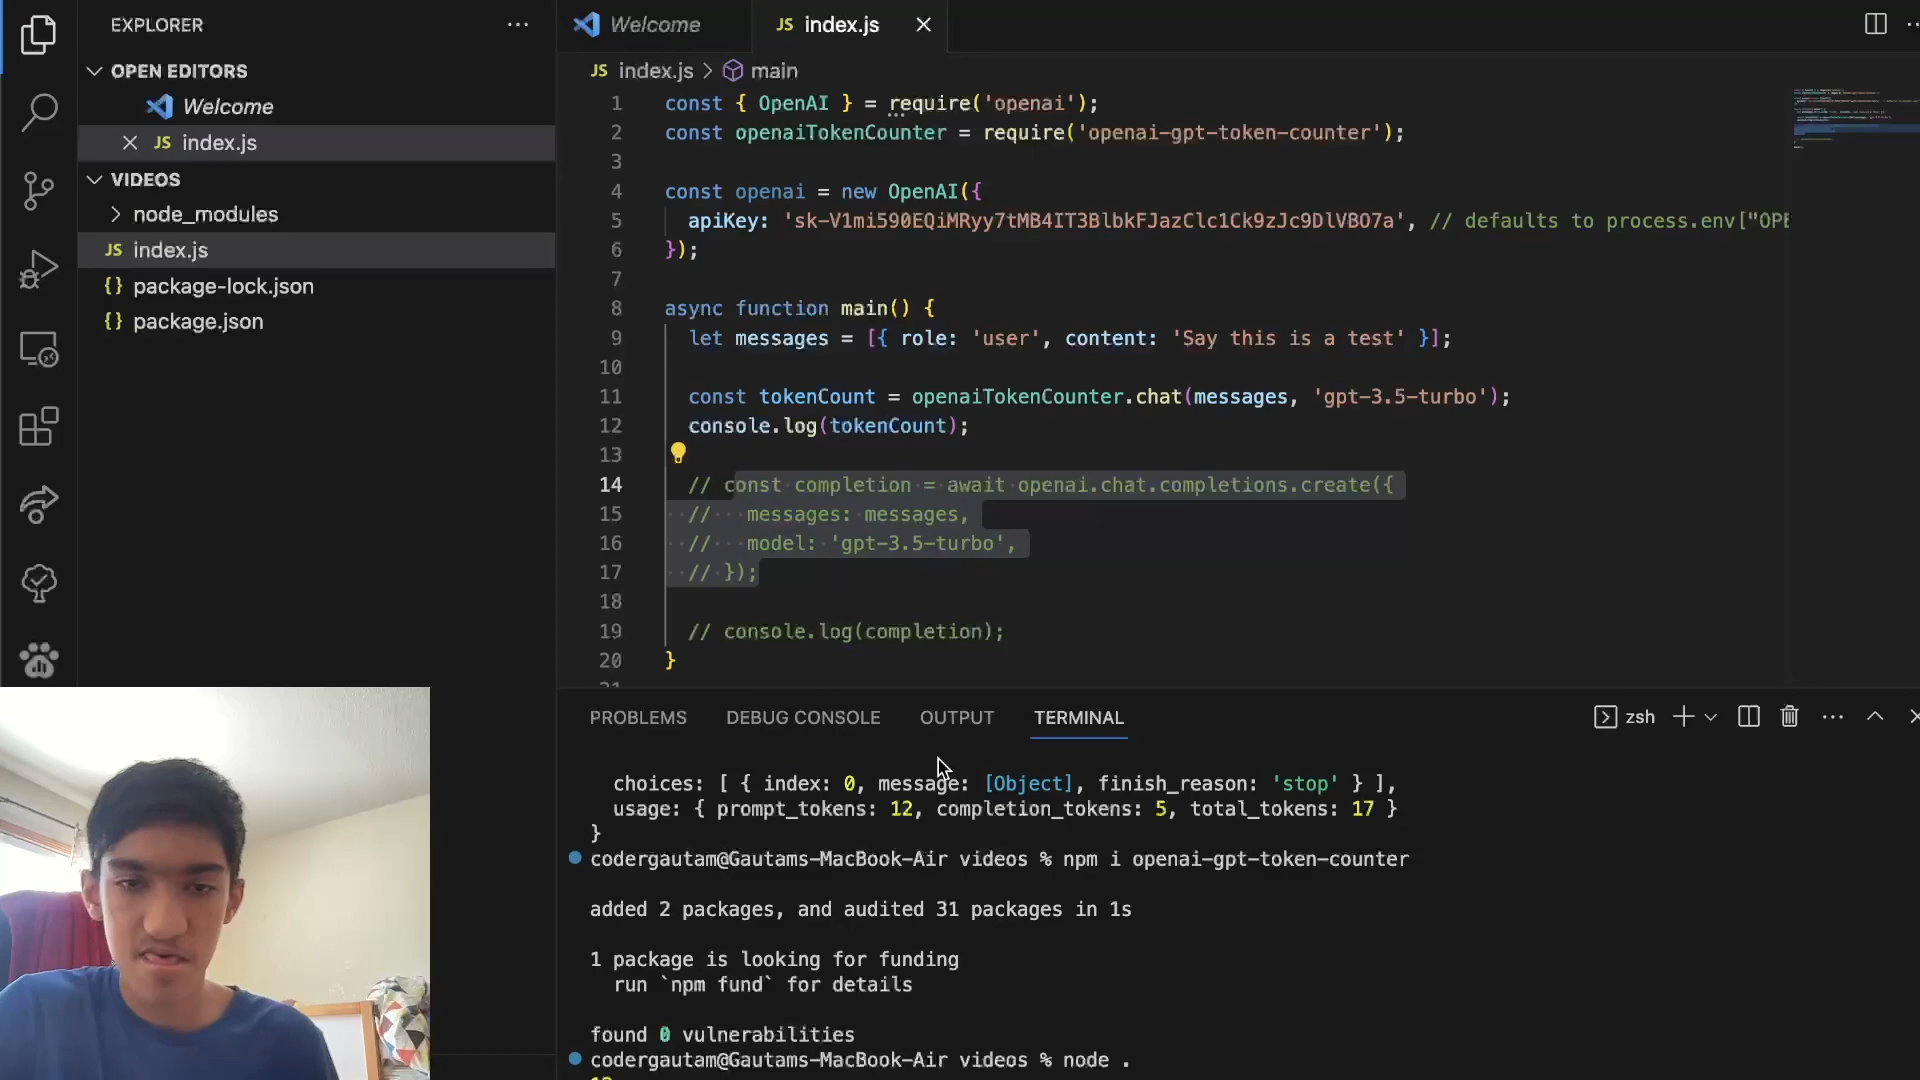 EXPLORER
OPEN EDITORS
Welcome
JS index.js
VIDEOS
node_modules
JS index.js
{} package-lock.json
{} package.json
Welcome
JS index.js
JS index.js > main
1 const { OpenAI } = require('openai');
2 const openaiTokenCounter = require('openai-gpt-token-counter');
3
4 const openai = new OpenAI({
5 apiKey: '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', // defaults to process.env["OPE
6 });
7
8 async function main() {
9 let messages = [{ role: 'user', content: 'Say this is a test' }];
10
11 const tokenCount = openaiTokenCounter.chat(messages, 'gpt-3.5-turbo');
12 console.log(tokenCount);
13
14 // const completion = await openai.chat.completions.create({
15 // messages: messages,
16 // model: 'gpt-3.5-turbo',
17 // });
18
19 // console.log(completion);
20 }
PROBLEMS DEBUG CONSOLE OUTPUT TERMINAL
zsh
choices: [ { index: 0, message: [Object], finish_reason: 'stop' } ],
usage: { prompt_tokens: 12, completion_tokens: 5, total_tokens: 17 }
}
codergautam@Gautams-MacBook-Air videos % npm i openai-gpt-token-counter
added 2 packages, and audited 31 packages in 1s
1 package is looking for funding
run `npm fund` for details
found 0 vulnerabilities
codergautam@Gautams-MacBook-Air videos % node .